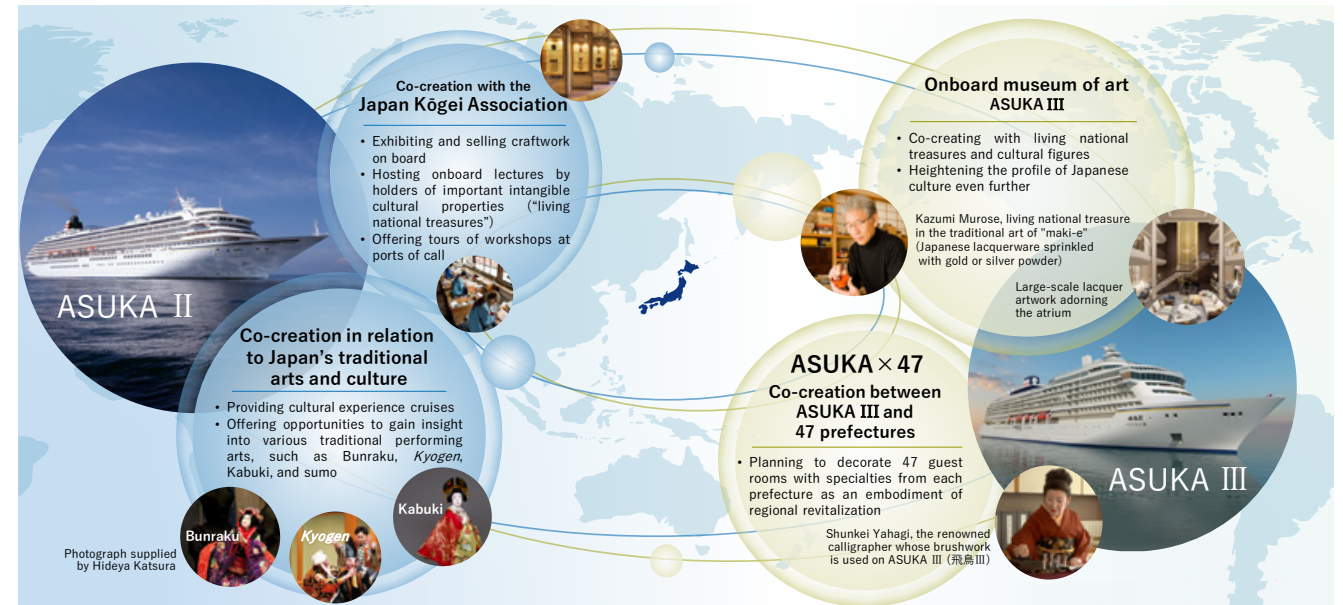 ASUKA Ⅱ
Co-creation with the
Japan Kōgei Association
• Exhibiting and selling craftwork
on board
• Hosting onboard lectures by
holders of important intangible
cultural properties (“living
national treasures”)
• Offering tours of workshops at
ports of call
Co-creation in relation
to Japan’s traditional
arts and culture
• Providing cultural experience cruises
• Offering opportunities to gain insight
into various traditional performing
arts, such as Bunraku, Kyogen,
Kabuki, and sumo
Bunraku
Kyogen
Kabuki
Photograph supplied
by Hideya Katsura
Onboard museum of art
ASUKA Ⅲ
• Co-creating with living national
treasures and cultural figures
• Heightening the profile of Japanese
culture even further
Kazumi Murose, living national treasure
in the traditional art of "maki-e"
(Japanese lacquerware sprinkled
with gold or silver powder)
Large-scale lacquer
artwork adorning
the atrium
ASUKA × 47
Co-creation between
ASUKA Ⅲ and
47 prefectures
• Planning to decorate 47 guest
rooms with specialties from each
prefecture as an embodiment of
regional revitalization
Shunkei Yahagi, the renowned
calligrapher whose brushwork
is used on ASUKA Ⅲ (飛鳥Ⅲ)
ASUKA Ⅲ